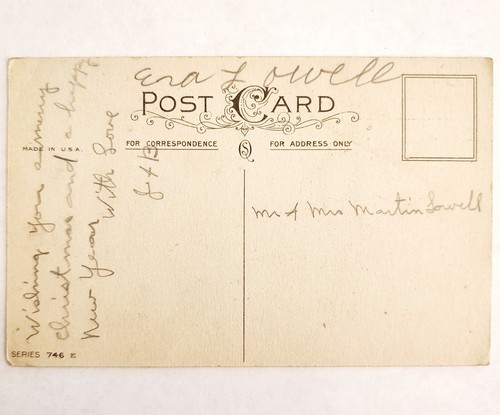 Ezra Lowell
POST CARD
MADE IN U.S.A.
FOR CORRESPONDENCE
FOR ADDRESS ONLY
Wishing you a merry
christmas and a happy
New Year with Love
J + B
Mr & Mrs Martin Lowell
SERIES 746 E